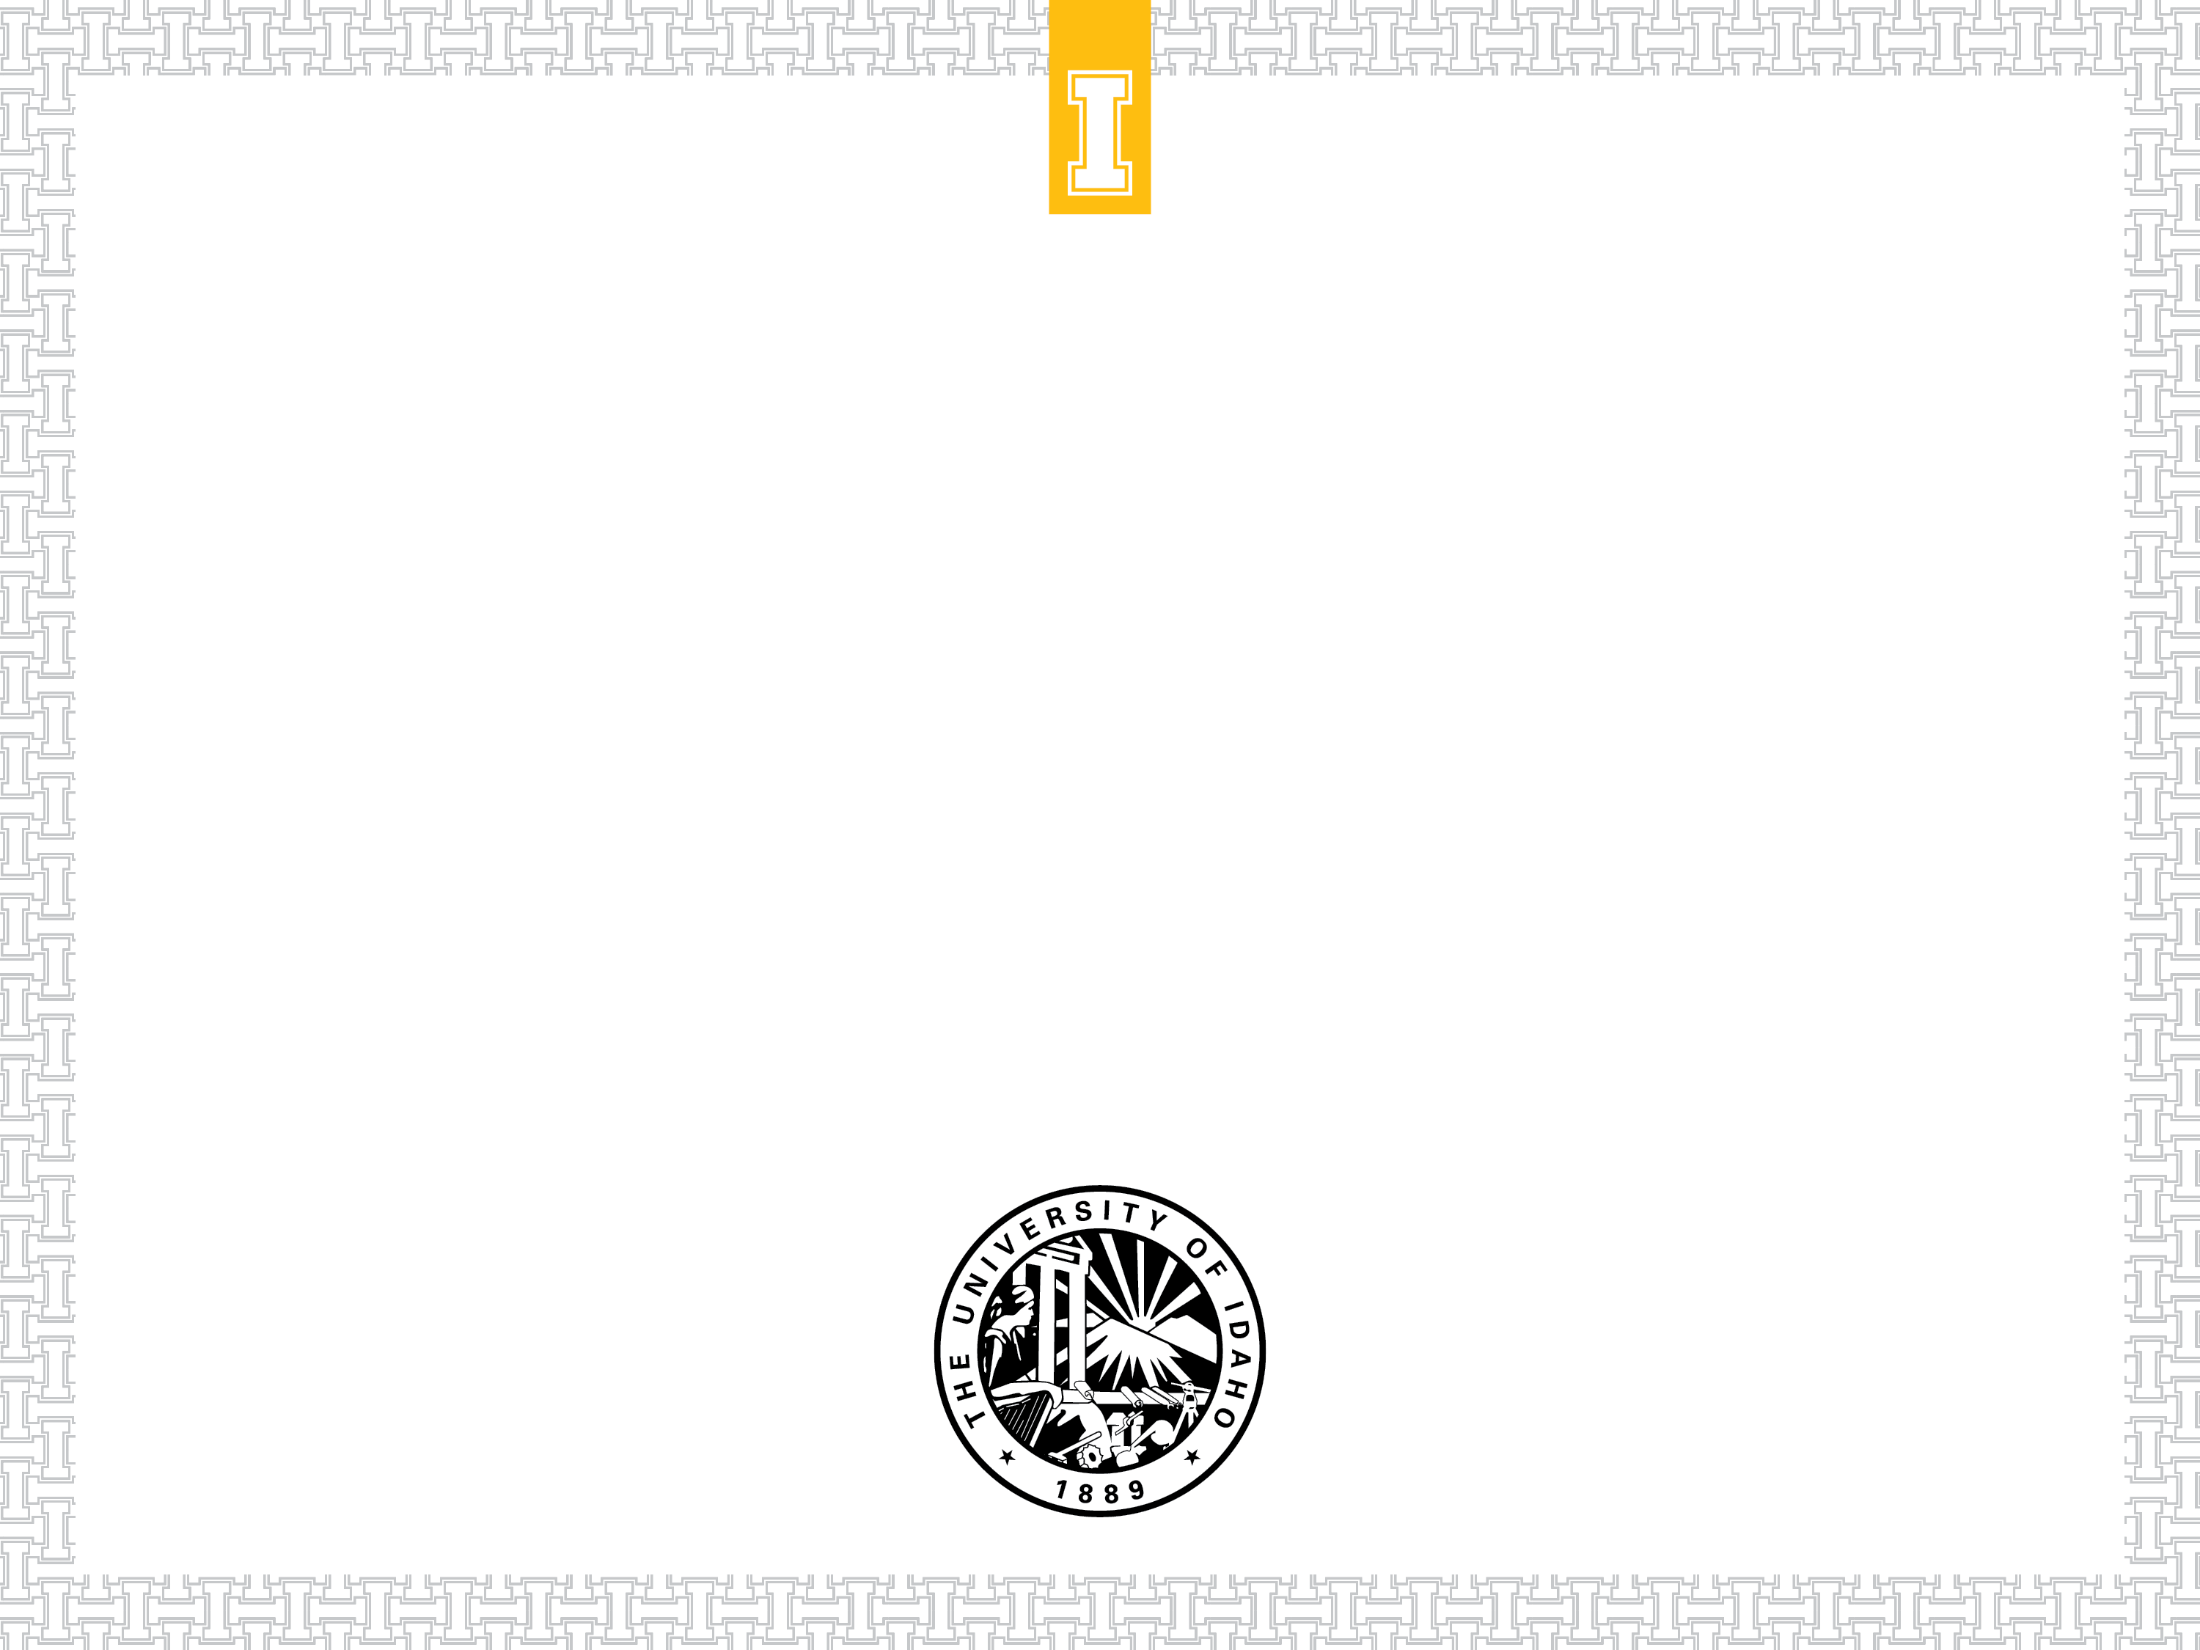 I
THE UNIVERSITY OF IDAHO
1889